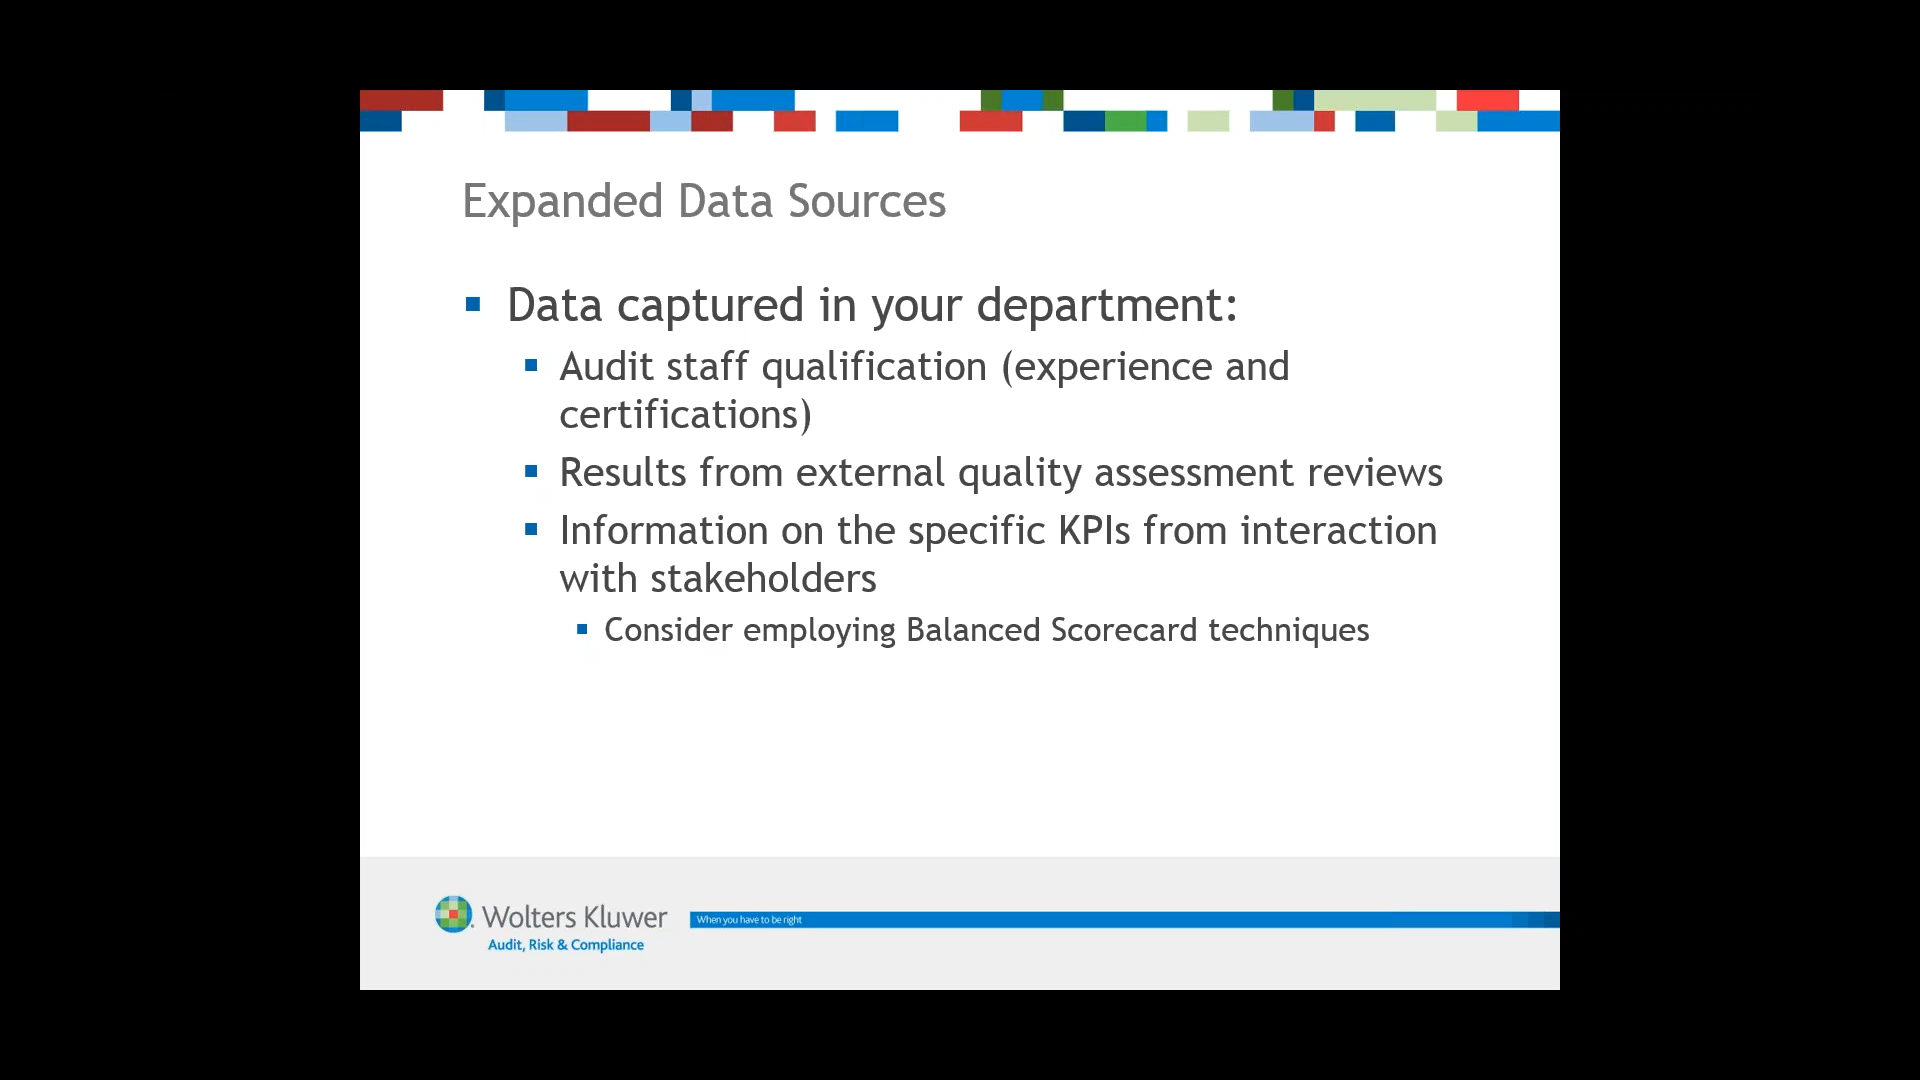 Expanded Data Sources
Data captured in your department:
Audit staff qualification (experience and
certifications)
Results from external quality assessment reviews
Information on the specific KPIs from interaction
with stakeholders
Consider employing Balanced Scorecard techniques
Wolters Kluwer
When you have to be right
Audit, Risk & Compliance